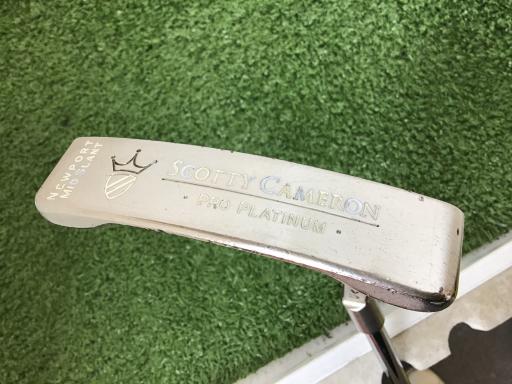 NEWPORT
MID SLANT
SCOTTY CAMERON
PRO PLATINUM